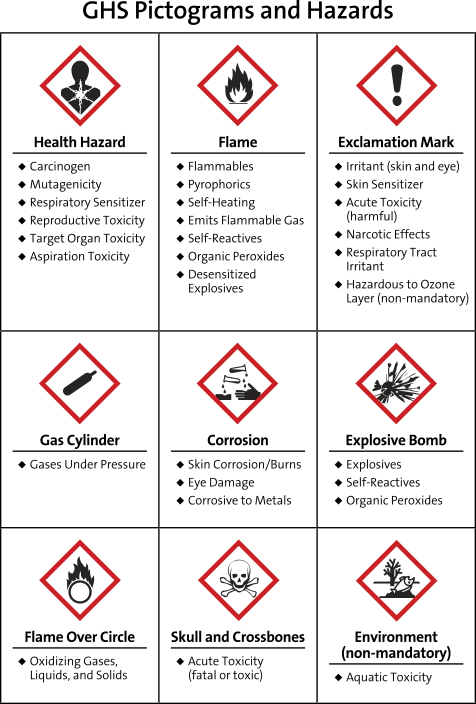 GHS Pictograms and Hazards
Health Hazard
◆ Carcinogen
◆ Mutagenicity
◆ Respiratory Sensitizer
◆ Reproductive Toxicity
◆ Target Organ Toxicity
◆ Aspiration Toxicity
Flame
◆ Flammables
◆ Pyrophorics
◆ Self-Heating
◆ Emits Flammable Gas
◆ Self-Reactives
◆ Organic Peroxides
◆ Desensitized
Explosives
Exclamation Mark
◆ Irritant (skin and eye)
◆ Skin Sensitizer
◆ Acute Toxicity
(harmful)
◆ Narcotic Effects
◆ Respiratory Tract
Irritant
◆ Hazardous to Ozone
Layer (non-mandatory)
Gas Cylinder
◆ Gases Under Pressure
Corrosion
◆ Skin Corrosion/Burns
◆ Eye Damage
◆ Corrosive to Metals
Explosive Bomb
◆ Explosives
◆ Self-Reactives
◆ Organic Peroxides
Flame Over Circle
◆ Oxidizing Gases,
Liquids, and Solids
Skull and Crossbones
◆ Acute Toxicity
(fatal or toxic)
Environment
(non-mandatory)
◆ Aquatic Toxicity